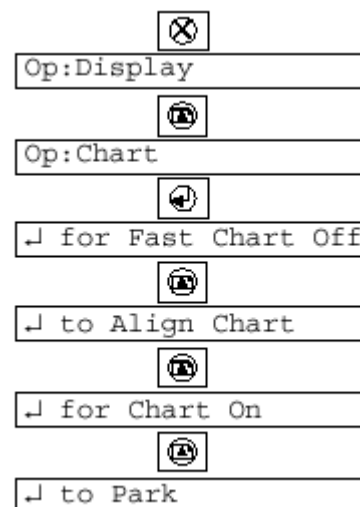 Op:Display
Op:Chart
↵ for Fast Chart Off
↵ to Align Chart
↵ for Chart On
↵ to Park